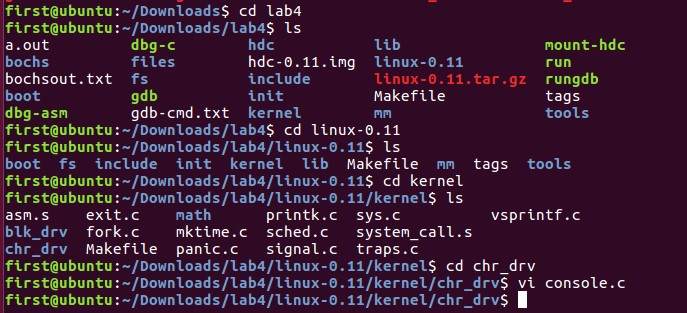 first@ubuntu:~/Downloads$ cd lab4
first@ubuntu:~/Downloads/lab4$ ls
a.out        dbg-c        hdc           lib                mount-hdc
bochs        files        hdc-0.11.img  linux-0.11         run
bochsout.txt fs           include       linux-0.11.tar.gz  rungdb
boot         gdb          init          Makefile           tags
dbg-asm      gdb-cmd.txt  kernel        mm                 tools
first@ubuntu:~/Downloads/lab4$ cd linux-0.11
first@ubuntu:~/Downloads/lab4/linux-0.11$ ls
boot  fs  include  init  kernel  lib  Makefile  mm  tags  tools
first@ubuntu:~/Downloads/lab4/linux-0.11$ cd kernel
first@ubuntu:~/Downloads/lab4/linux-0.11/kernel$ ls
asm.s    exit.c    math      printk.c  sys.c          vsprintf.c
blk_drv  fork.c    mktime.c  sched.c   system_call.s
chr_drv  Makefile  panic.c   signal.c  traps.c
first@ubuntu:~/Downloads/lab4/linux-0.11/kernel$ cd chr_drv
first@ubuntu:~/Downloads/lab4/linux-0.11/kernel/chr_drv$ vi console.c
first@ubuntu:~/Downloads/lab4/linux-0.11/kernel/chr_drv$